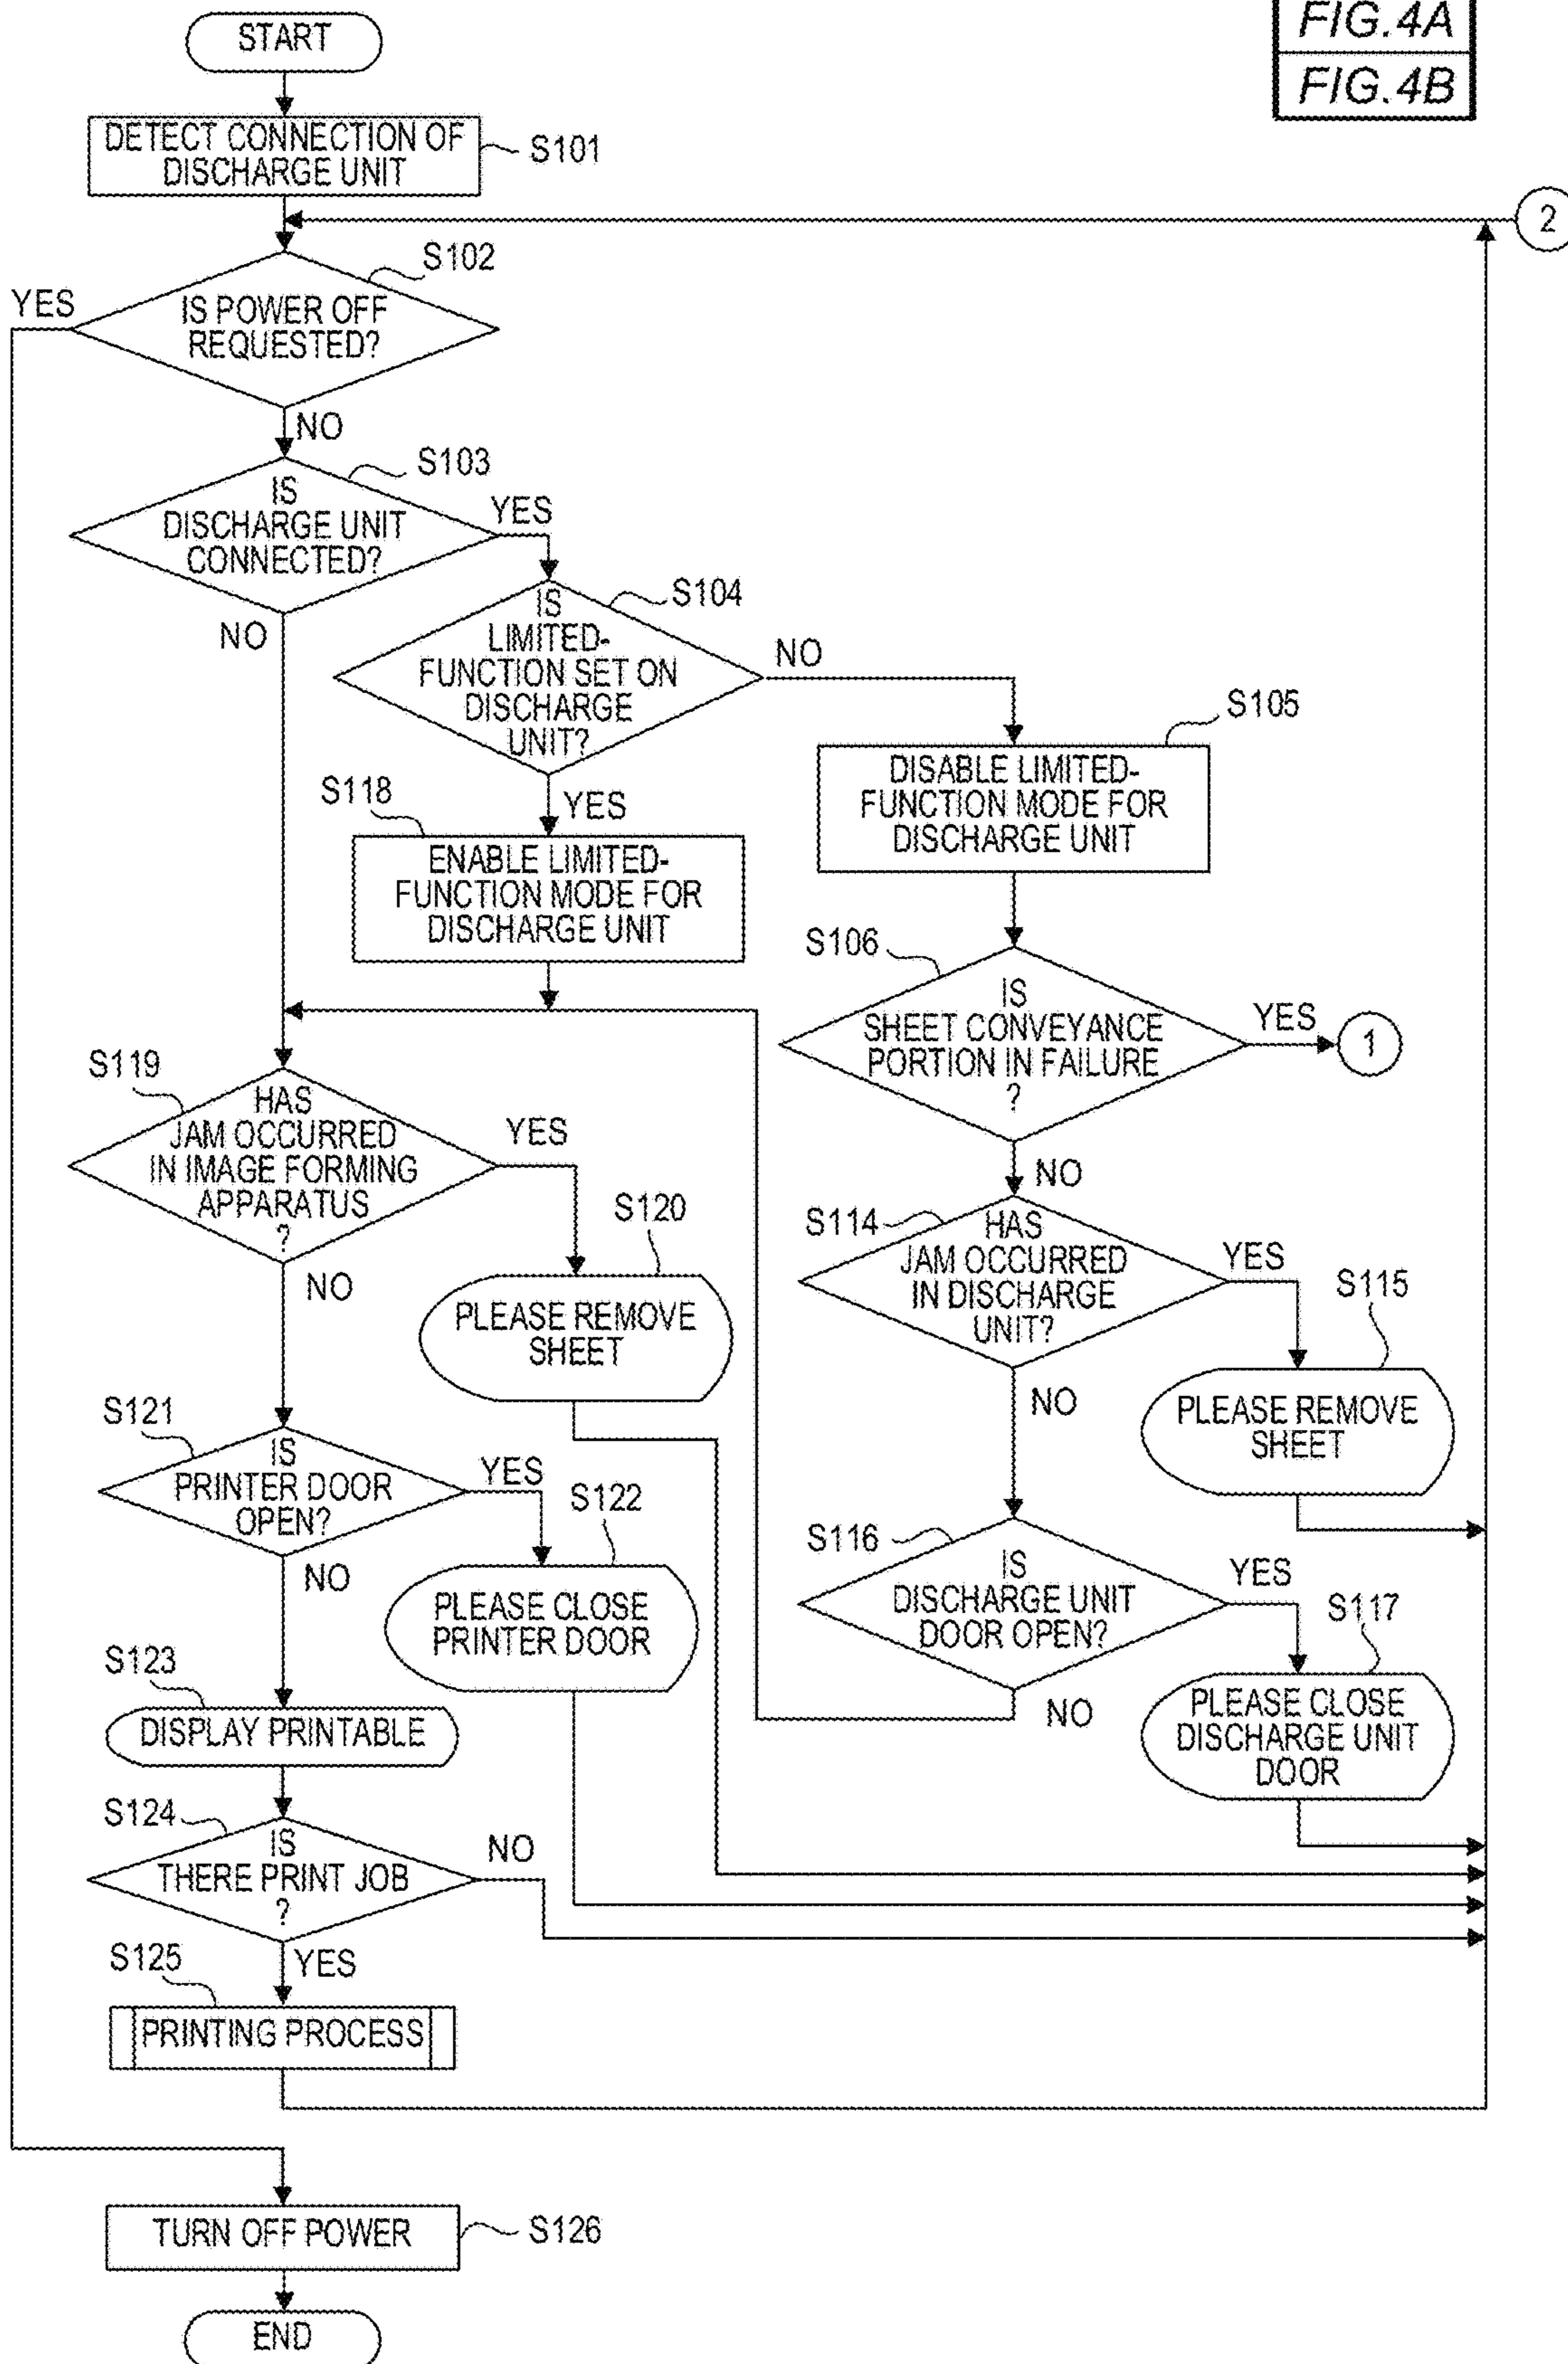 FIG.4A
FIG.4B
START
DETECT CONNECTION OF
DISCHARGE UNIT
S101
2
S102
YES
IS POWER OFF
REQUESTED?
NO
S103
IS
DISCHARGE UNIT
CONNECTED?
YES
NO
S104
IS
LIMITED-
FUNCTION SET ON
DISCHARGE
UNIT?
NO
YES
S105
DISABLE LIMITED-
FUNCTION MODE FOR
DISCHARGE UNIT
S118
ENABLE LIMITED-
FUNCTION MODE FOR
DISCHARGE UNIT
S106
IS
SHEET CONVEYANCE
PORTION IN FAILURE
?
YES
1
NO
S119
HAS
JAM OCCURRED
IN IMAGE FORMING
APPARATUS
?
YES
NO
S120
PLEASE REMOVE
SHEET
S114
HAS
JAM OCCURRED
IN DISCHARGE
UNIT?
YES
NO
S115
PLEASE REMOVE
SHEET
S121
IS
PRINTER DOOR
OPEN?
YES
NO
S122
PLEASE CLOSE
PRINTER DOOR
S116
IS
DISCHARGE UNIT
DOOR OPEN?
YES
NO
S117
PLEASE CLOSE
DISCHARGE UNIT
DOOR
S123
DISPLAY PRINTABLE
S124
IS
THERE PRINT JOB
?
NO
YES
S125
PRINTING PROCESS
TURN OFF POWER
S126
END